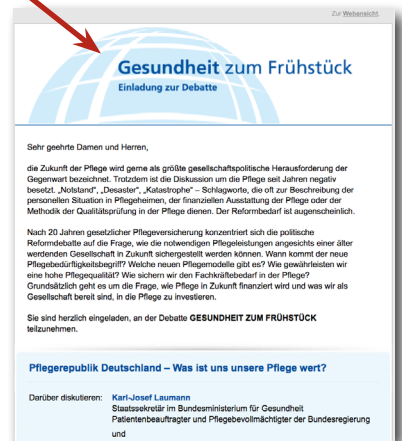 Zur Webansicht.
Gesundheit zum Frühstück
Einladung zur Debatte
Sehr geehrte Damen und Herren,
die Zukunft der Pflege wird gerne als größte gesellschaftspolitische Herausforderung der
Gegenwart bezeichnet. Trotzdem ist die Diskussion um die Pflege seit Jahren negativ
besetzt. „Notstand“, „Desaster“, „Katastrophe“ – Schlagworte, die oft zur Beschreibung der
personellen Situation in Pflegeheimen, der finanziellen Ausstattung der Pflege oder der
Methodik der Qualitätsprüfung in der Pflege dienen. Der Reformbedarf ist augenscheinlich.
Nach 20 Jahren gesetzlicher Pflegeversicherung konzentriert sich die politische
Reformdebatte auf die Frage, wie die notwendigen Pflegeleistungen angesichts einer älter
werdenden Gesellschaft in Zukunft sichergestellt werden können. Wann kommt der neue
Pflegebedürftigkeitsbegriff? Welche neuen Pflegemodelle gibt es? Wie gewährleisten wir
eine hohe Pflegequalität? Wie sichern wir den Fachkräftebedarf in der Pflege?
Grundsätzlich geht es um die Frage, wie Pflege in Zukunft finanziert wird und was wir als
Gesellschaft bereit sind, in die Pflege zu investieren.
Sie sind herzlich eingeladen, an der Debatte GESUNDHEIT ZUM FRÜHSTÜCK
teilzunehmen.
Pflegerepublik Deutschland – Was ist uns unsere Pflege wert?
Darüber diskutieren: Karl-Josef Laumann
Staatssekretär im Bundesministerium für Gesundheit
Patientenbeauftragter und Pflegebevollmächtigter der Bundesregierung
und